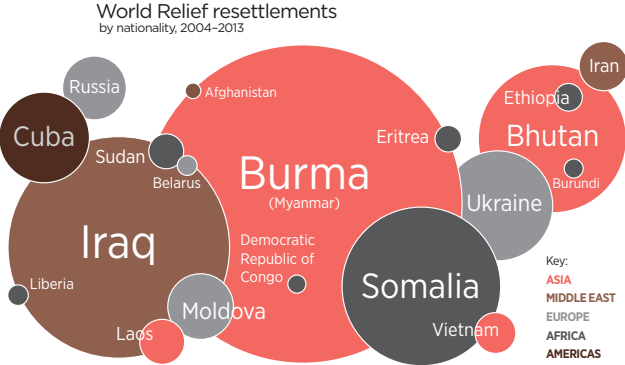 World Relief resettlements
by nationality, 2004–2013
Russia
Iran
Afghanistan
Ethiopia
Cuba
Sudan
Eritrea
Bhutan
Belarus
Burma
(Myanmar)
Burundi
Ukraine
Iraq
Democratic
Republic of
Congo
Liberia
Somalia
Moldova
Laos
Vietnam
Key:
ASIA
MIDDLE EAST
EUROPE
AFRICA
AMERICAS